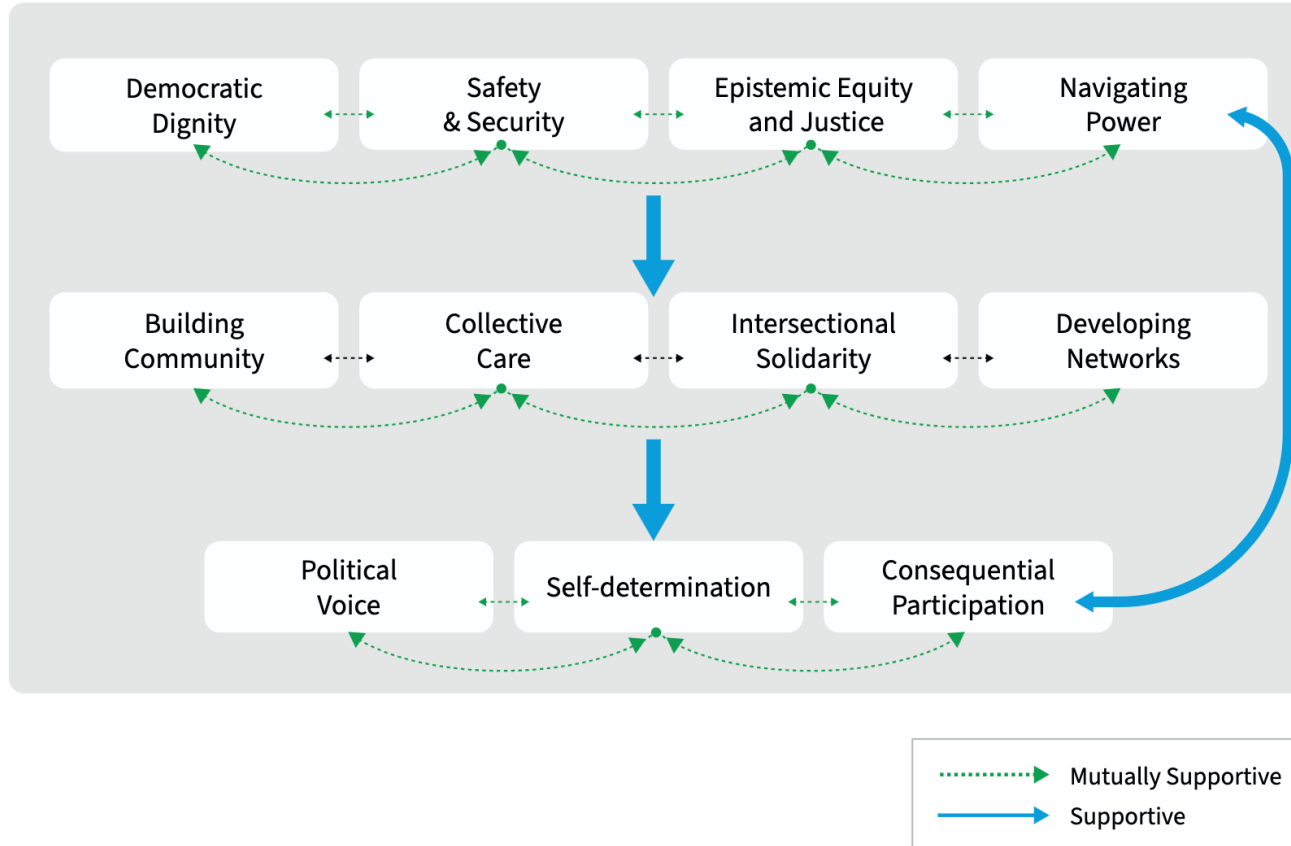 Democratic
Dignity
Safety
& Security
Epistemic Equity
and Justice
Navigating
Power
Building
Community
Collective
Care
Intersectional
Solidarity
Developing
Networks
Political
Voice
Self-determination
Consequential
Participation
Mutually Supportive
Supportive